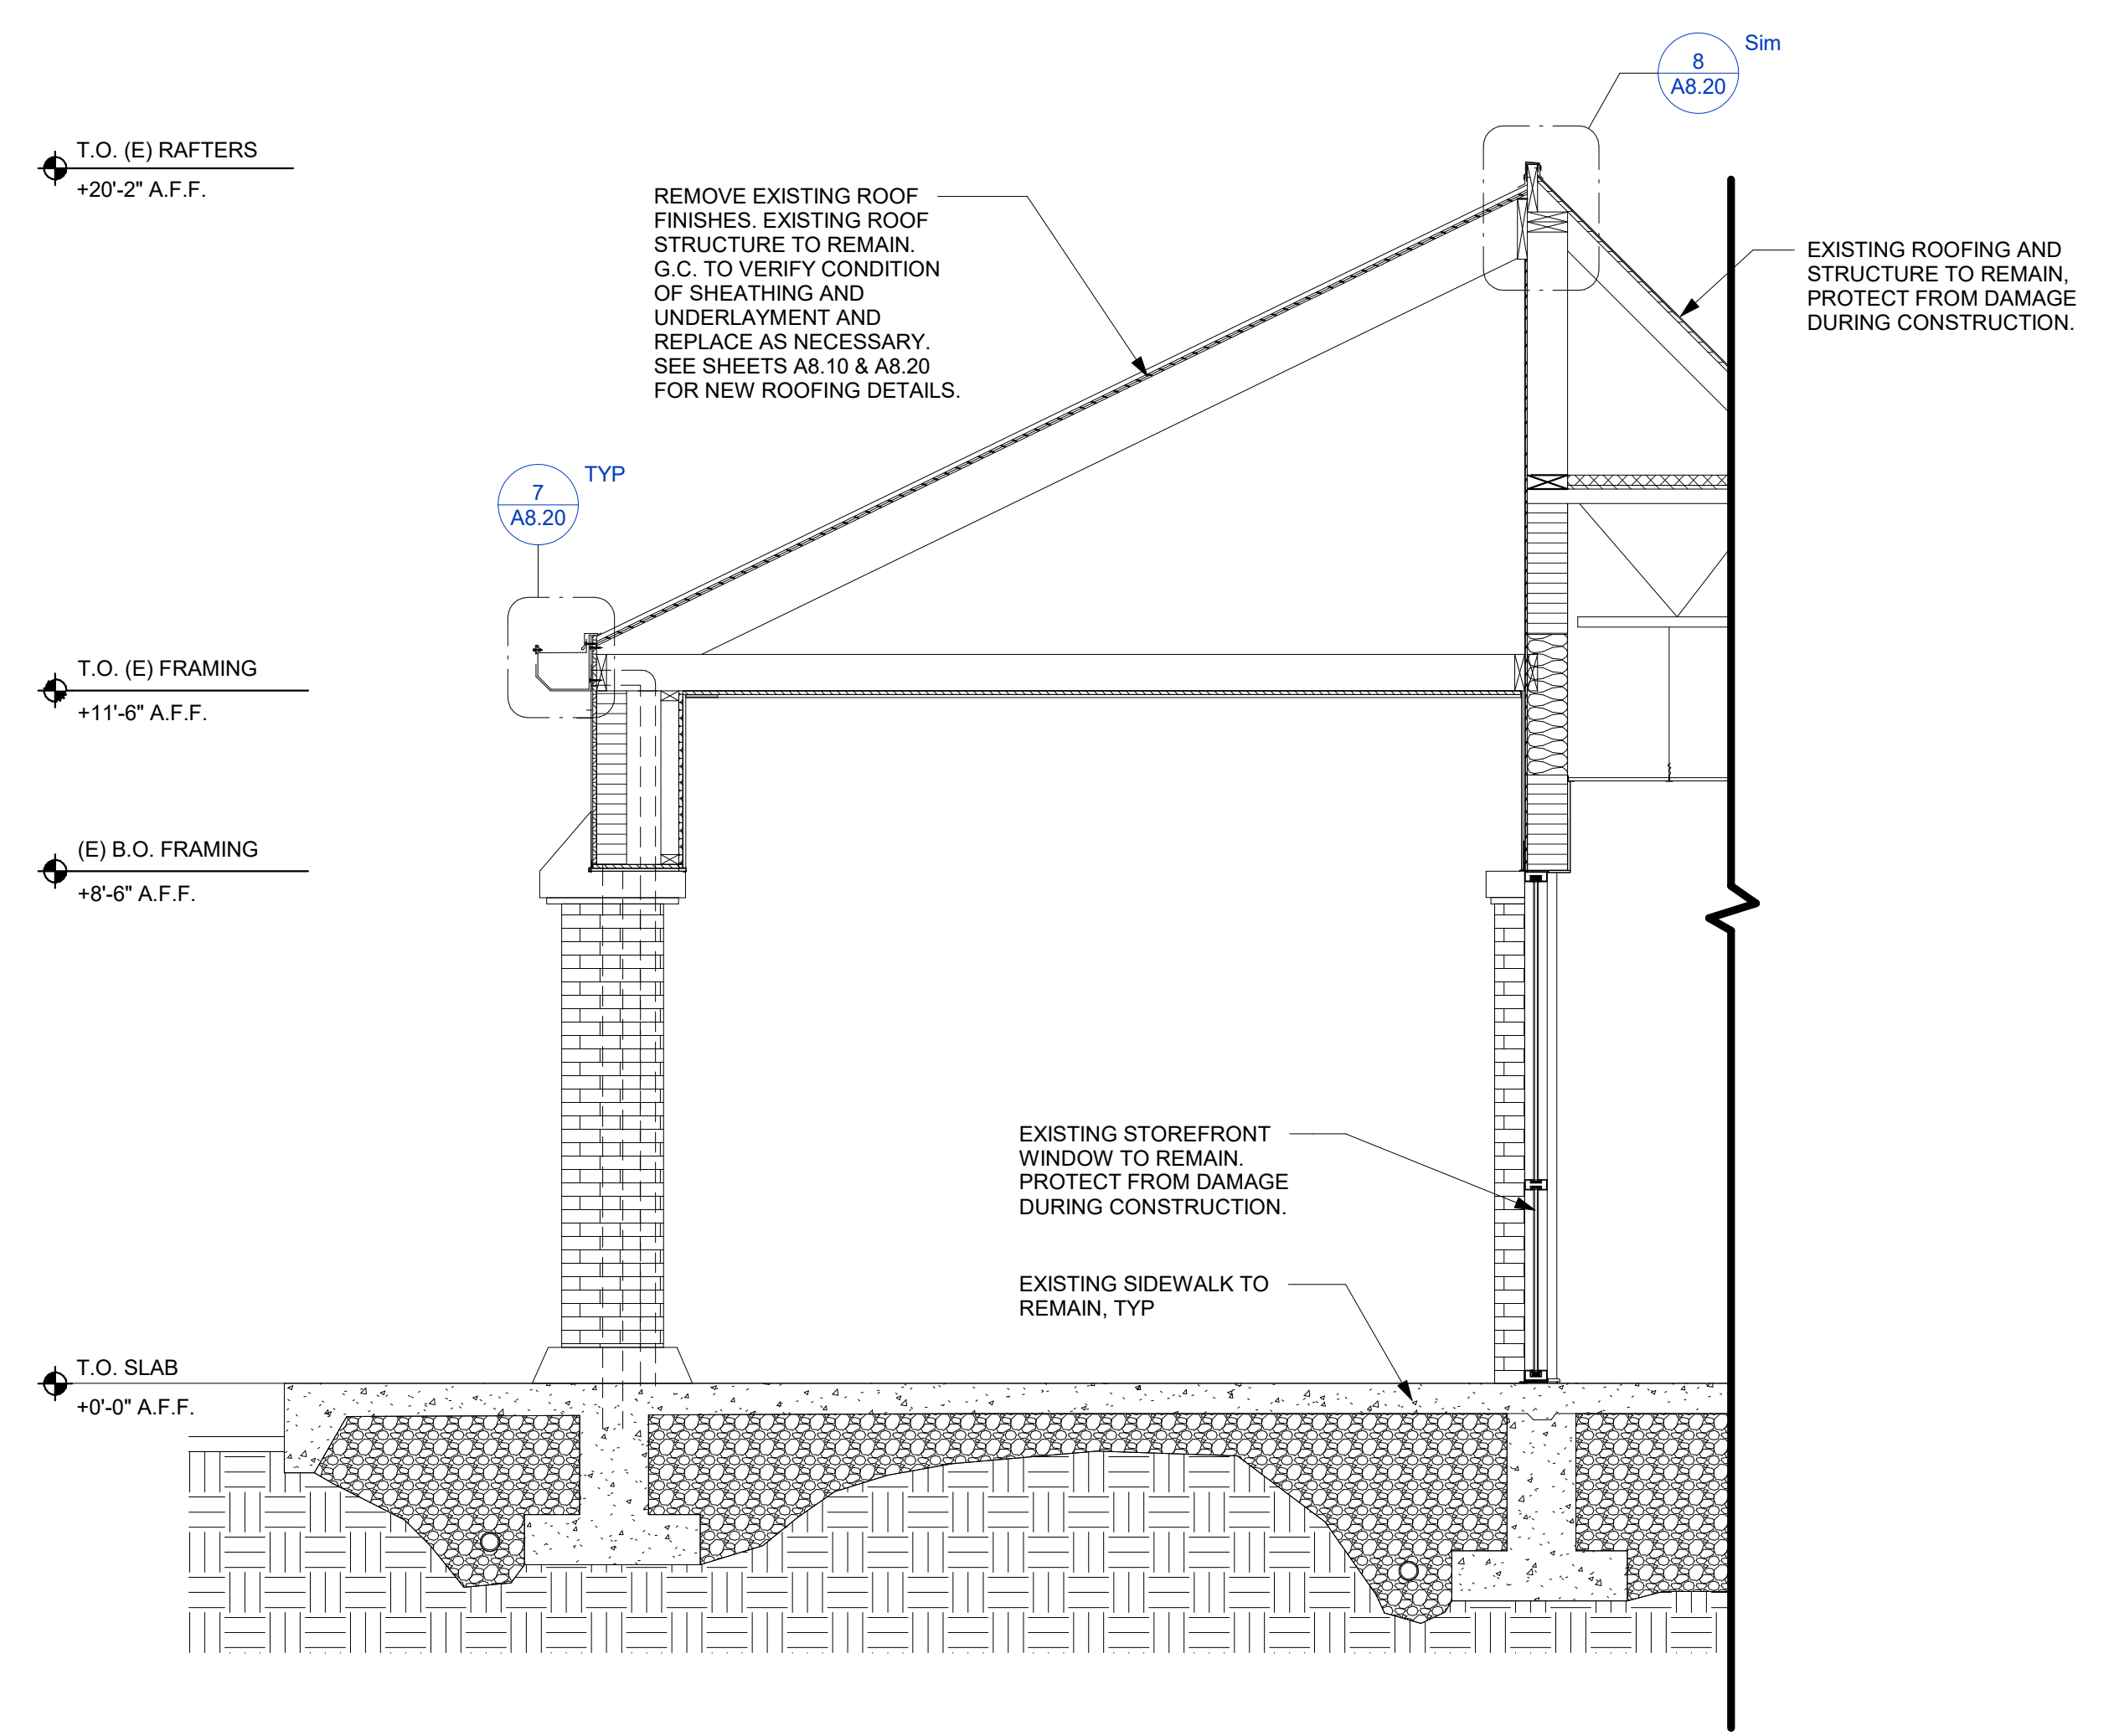 8
A8.20
Sim
T.O. (E) RAFTERS
+20'-2" A.F.F.
REMOVE EXISTING ROOF
FINISHES. EXISTING ROOF
STRUCTURE TO REMAIN.
G.C. TO VERIFY CONDITION
OF SHEATHING AND
UNDERLAYMENT AND
REPLACE AS NECESSARY.
SEE SHEETS A8.10 & A8.20
FOR NEW ROOFING DETAILS.
EXISTING ROOFING AND
STRUCTURE TO REMAIN,
PROTECT FROM DAMAGE
DURING CONSTRUCTION.
7
A8.20
TYP
T.O. (E) FRAMING
+11'-6" A.F.F.
(E) B.O. FRAMING
+8'-6" A.F.F.
EXISTING STOREFRONT
WINDOW TO REMAIN.
PROTECT FROM DAMAGE
DURING CONSTRUCTION.
EXISTING SIDEWALK TO
REMAIN, TYP
T.O. SLAB
+0'-0" A.F.F.